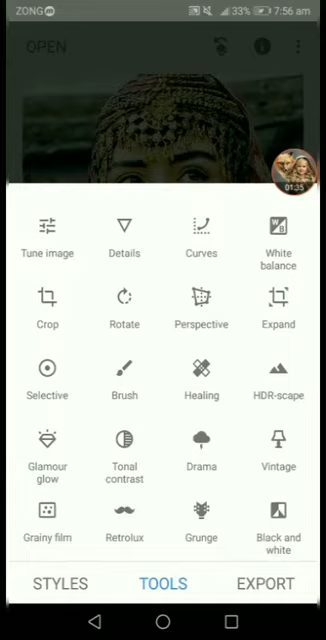 ZONG
33%
7:56 am
OPEN
01:35
Tune image
Details
Curves
White balance
Crop
Rotate
Perspective
Expand
Selective
Brush
Healing
HDR-scape
Glamour glow
Tonal contrast
Drama
Vintage
Grainy film
Retrolux
Grunge
Black and white
STYLES
TOOLS
EXPORT